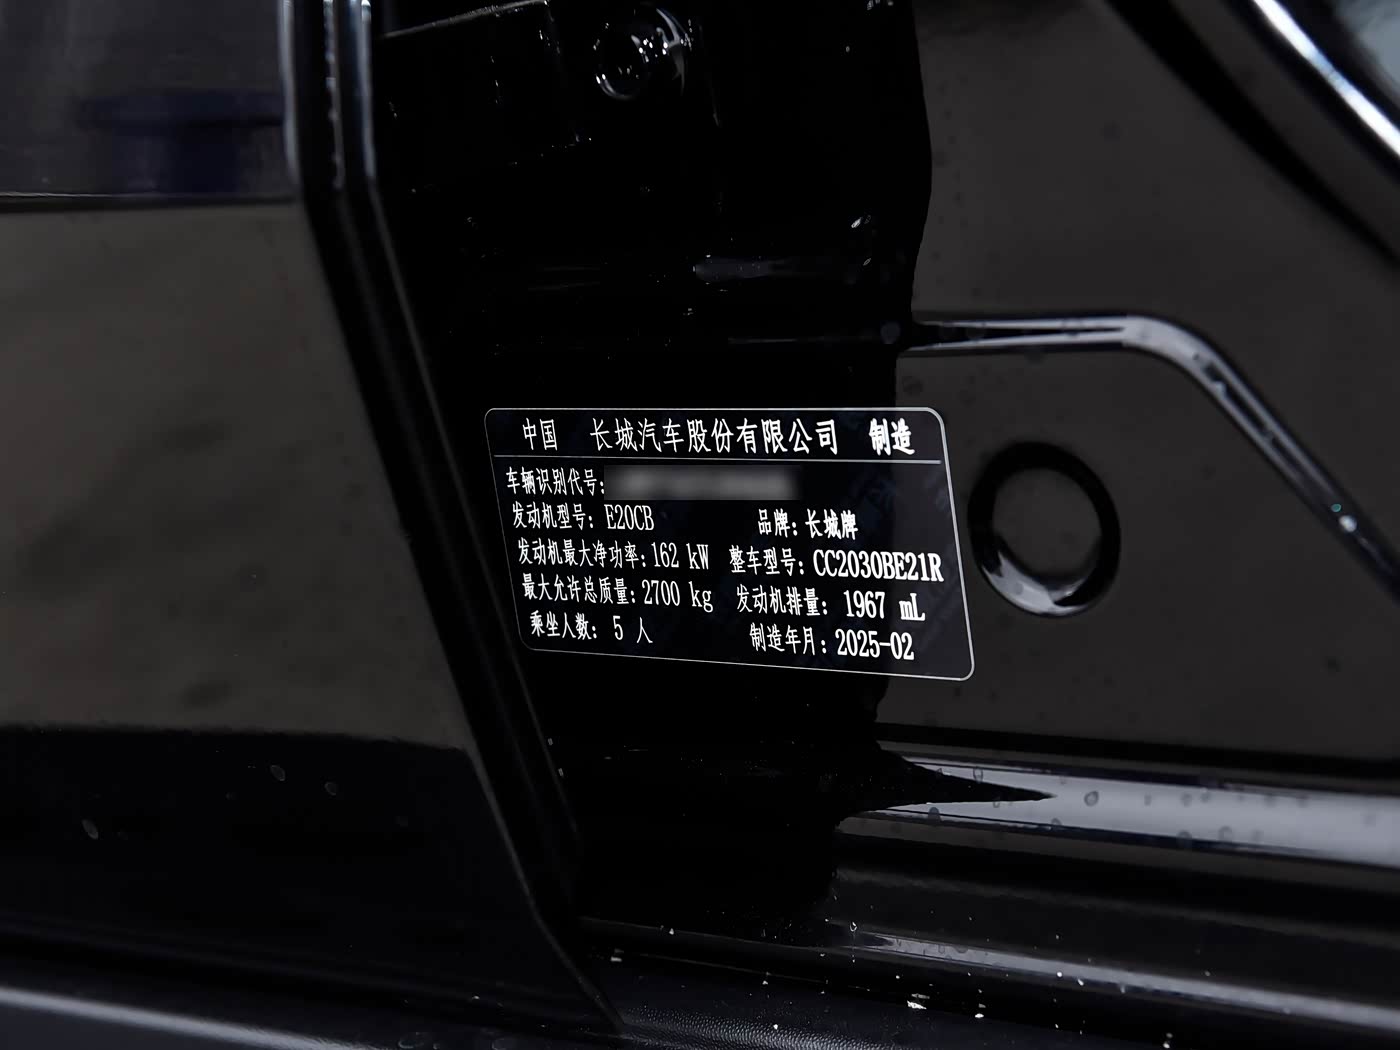 中国 长城汽车股份有限公司 制造
车辆识别代号:
发动机型号: E20CB 品牌: 长城牌
发动机最大净功率: 162 kW 整车型号: CC2030BE21R
最大允许总质量: 2700 kg 发动机排量: 1967 mL
乘坐人数: 5 人 制造年月: 2025-02